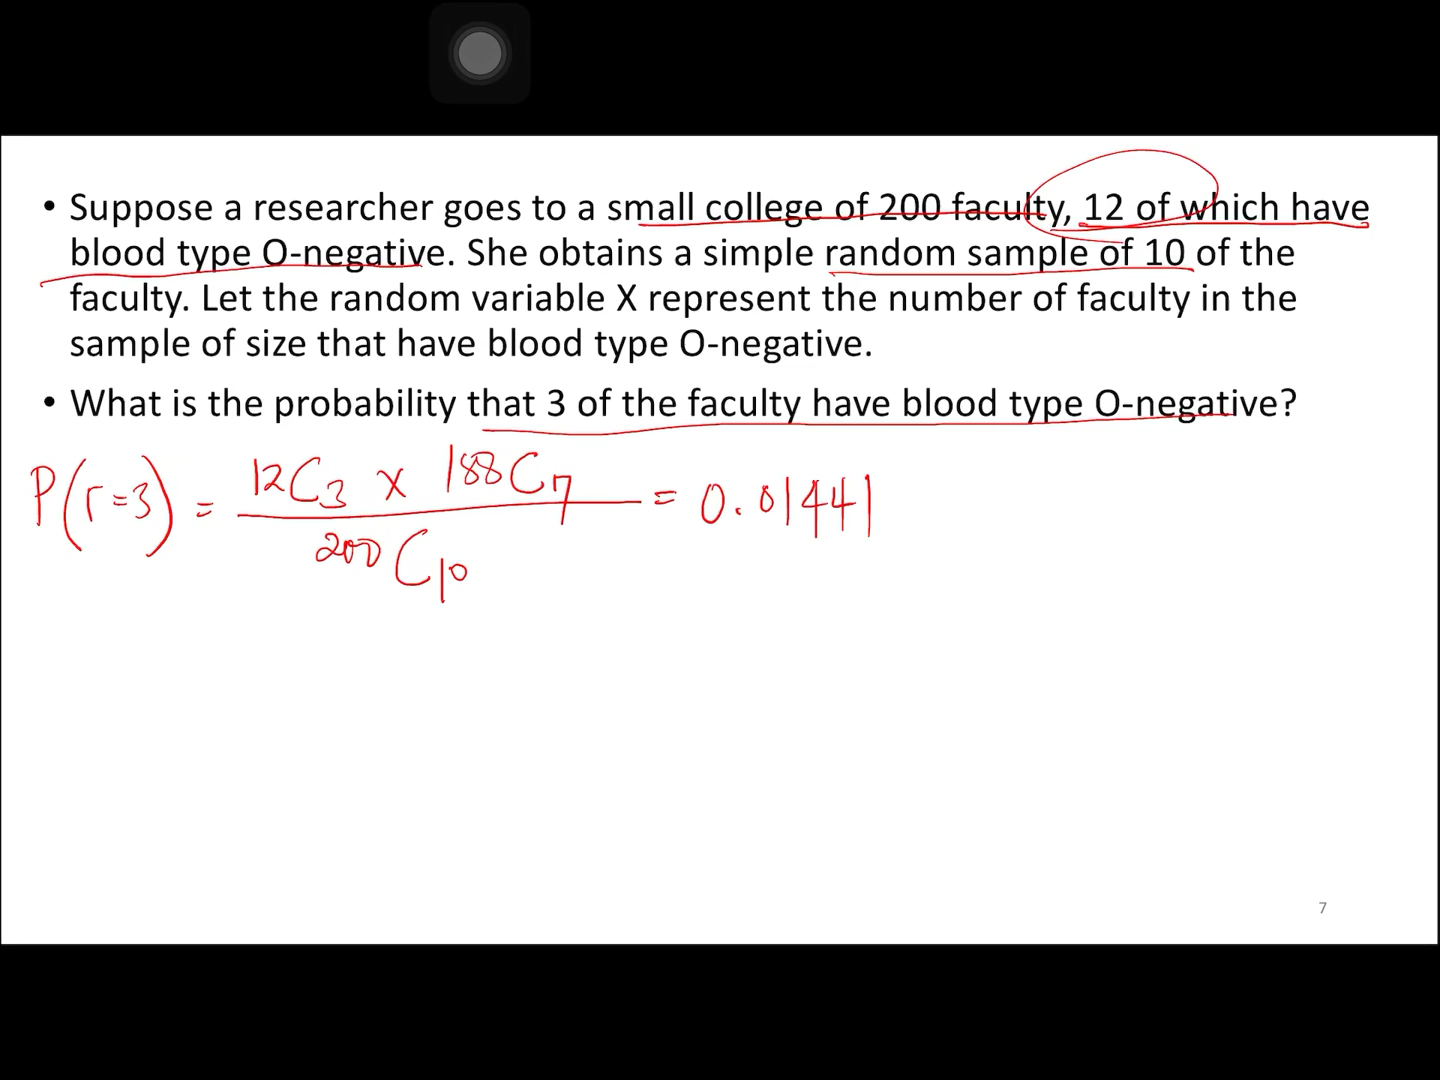 • Suppose a researcher goes to a small college of 200 faculty, 12 of which have
blood type O-negative. She obtains a simple random sample of 10 of the
faculty. Let the random variable X represent the number of faculty in the
sample of size that have blood type O-negative.
• What is the probability that 3 of the faculty have blood type O-negative?
P(r=3) = 12C3 x 188C7 / 200C10 = 0.01441
7